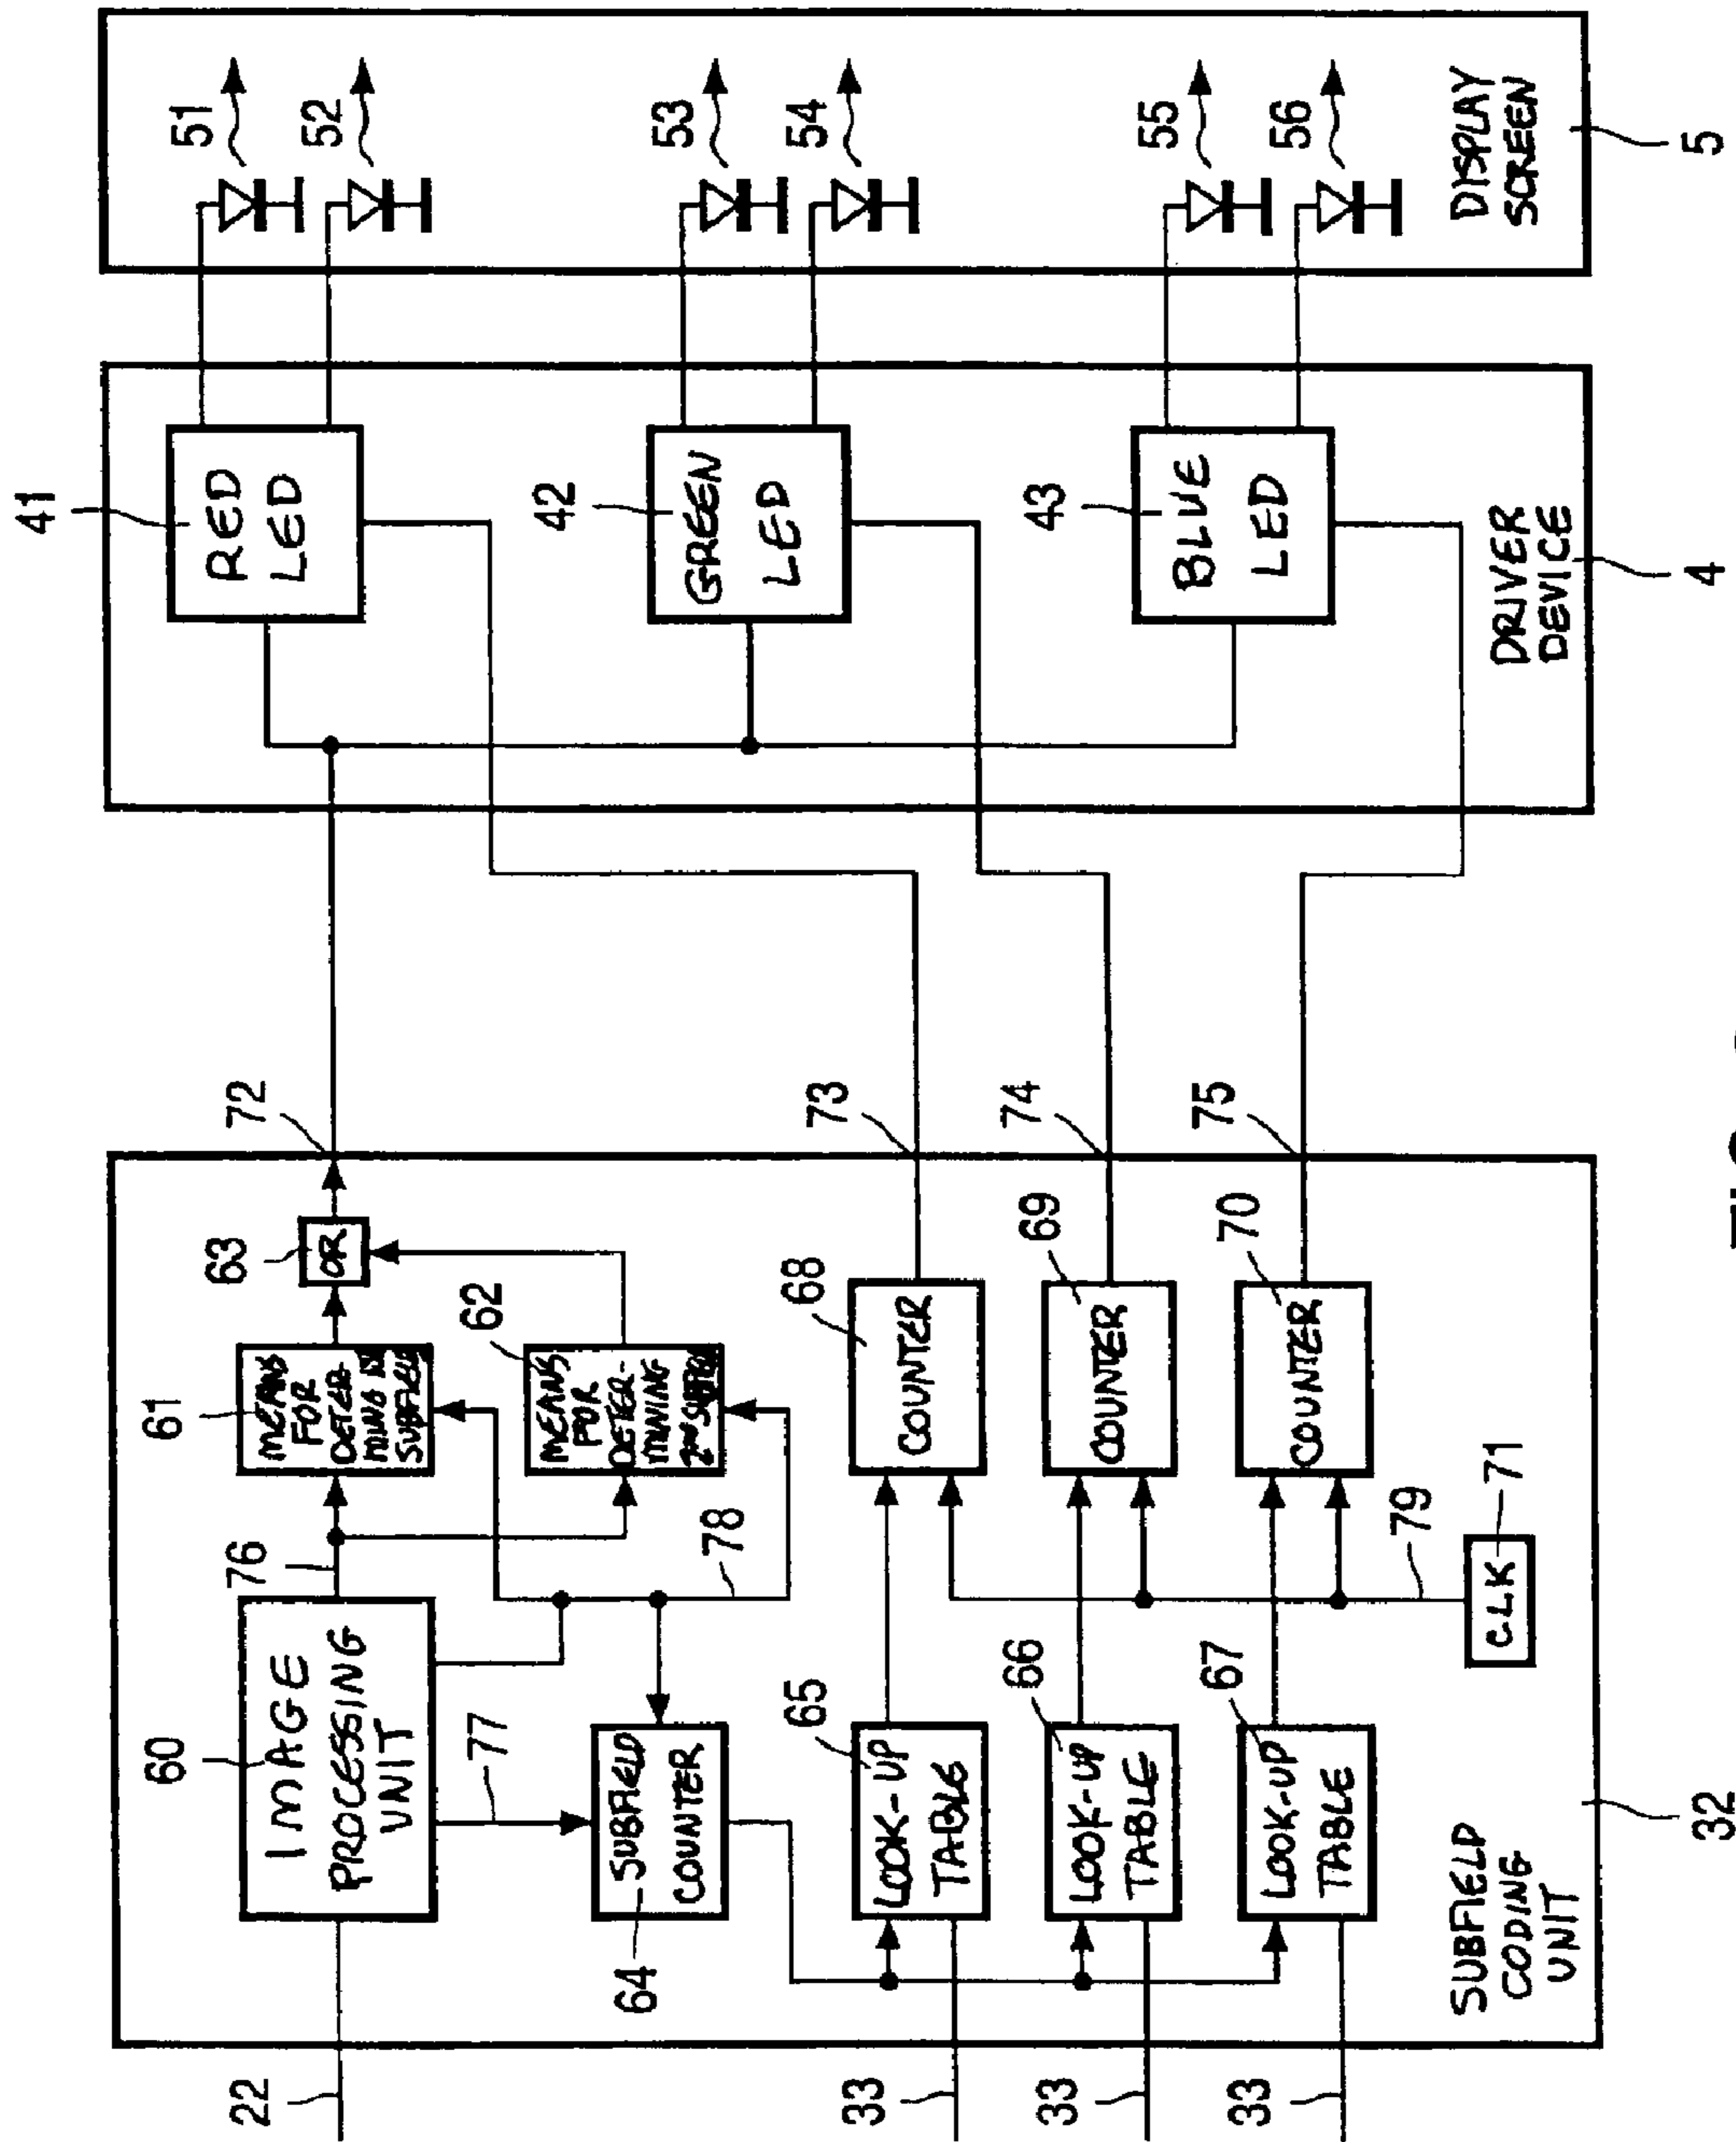 22
33
33
33
60
IMAGE
PROCESSING
UNIT
76
77
64
SUBFIELD
COUNTER
61
MEANS
FOR
DETER-
MINING 1st
SUBFIELD
62
MEANS
FOR
DETER-
MINING
2nd
63
OR
72
78
65
LOOK-UP
TABLE
66
LOOK-UP
TABLE
67
LOOK-UP
TABLE
68
COUNTER
69
COUNTER
70
COUNTER
79
71
CLK
73
74
75
SUBFIELD
CODING
UNIT
32
41
RED
LED
42
GREEN
LED
43
BLUE
LED
DRIVER
DEVICE
4
51
52
53
54
55
56
DISPLAY
SCREEN
5